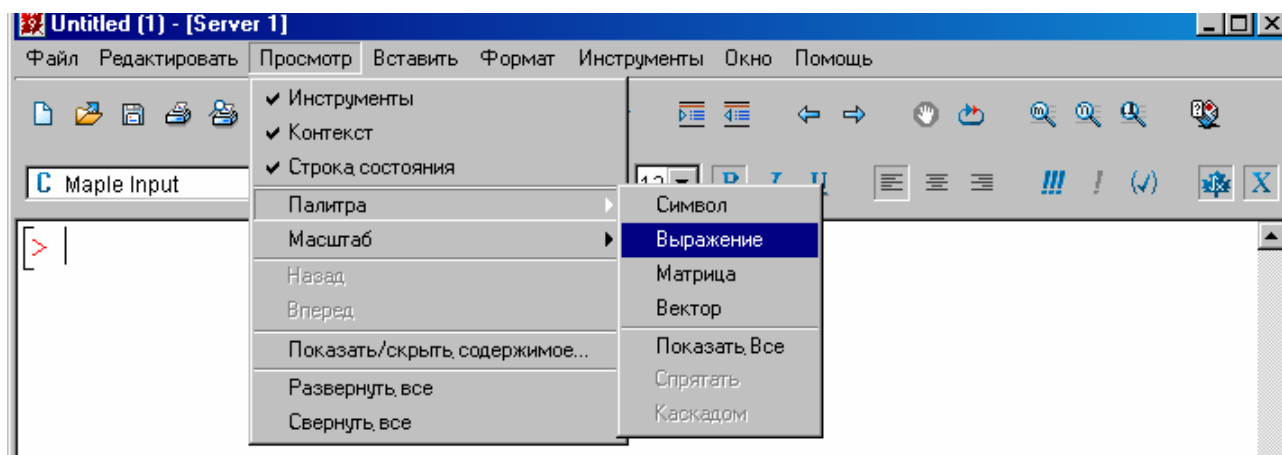 Untitled (1) - [Server 1]
Файл Редактировать Просмотр Вставить Формат Инструменты Окно Помощь
Инструменты
Контекст
Строка состояния
C Maple Input
Палитра
Масштаб
Назад
Вперед
Показать/скрыть содержимое...
Развернуть все
Свернуть все
Символ
Выражение
Матрица
Вектор
Показать Все
Спрятать
Каскадом
!!! ! (√) X
>